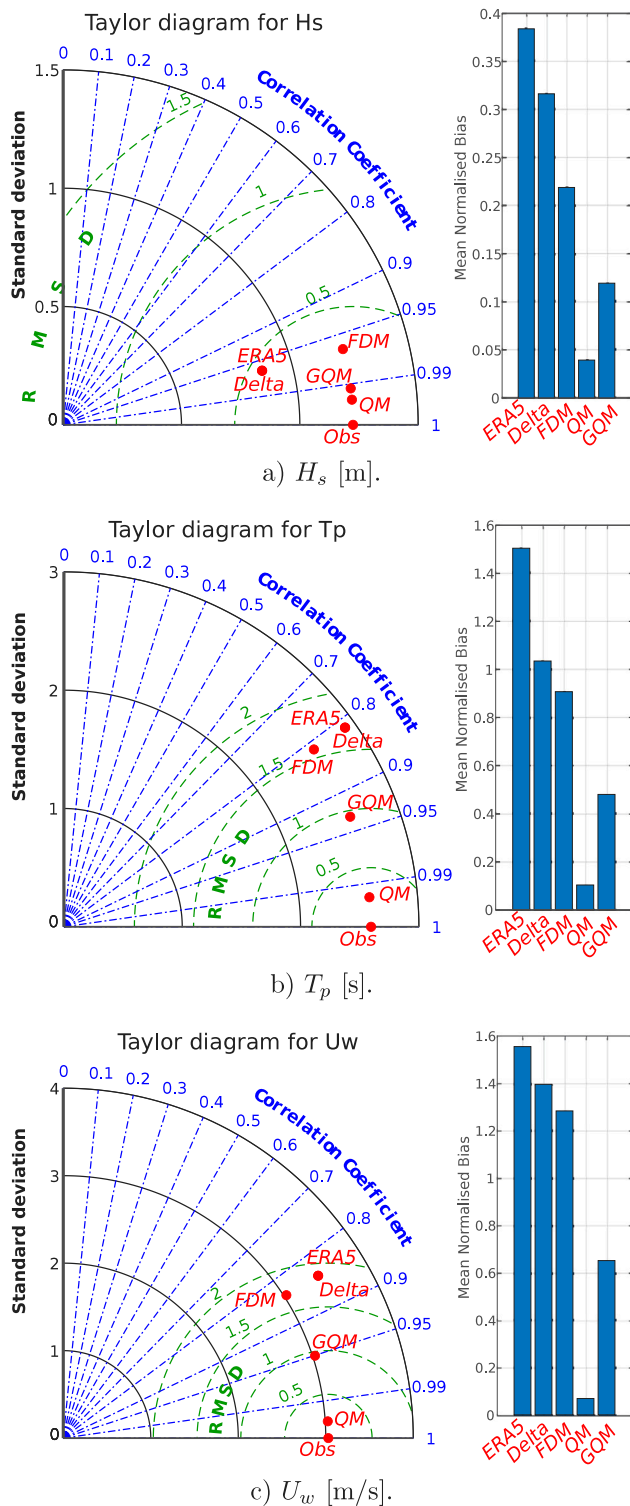 Taylor diagram for Hs
Standard deviation
1.5
1
0.5
0
0
0.1
0.2
0.3
0.4
0.5
0.6
0.7
0.8
0.9
0.95
0.99
1
Correlation Coefficient
R M S D
1.5
1
0.5
ERA5
Delta
FDM
GQM
QM
Obs
Mean Normalised Bias
0.4
0.35
0.3
0.25
0.2
0.15
0.1
0.05
0
ERA5
Delta
FDM
QM
GQM
a) Hₛ [m].
Taylor diagram for Tp
Standard deviation
3
2
1
0
0
0.1
0.2
0.3
0.4
0.5
0.6
0.7
0.8
0.9
0.95
0.99
1
Correlation Coefficient
R M S D
2
1.5
1
0.5
ERA5
Delta
FDM
GQM
QM
Obs
Mean Normalised Bias
1.6
1.4
1.2
1
0.8
0.6
0.4
0.2
0
ERA5
Delta
FDM
QM
GQM
b) Tₚ [s].
Taylor diagram for Uw
Standard deviation
4
3
2
1
0
0
0.1
0.2
0.3
0.4
0.5
0.6
0.7
0.8
0.9
0.95
0.99
1
Correlation Coefficient
RMSD
2
1.5
1
0.5
ERA5
Delta
FDM
GQM
QM
Obs
Mean Normalised Bias
1.6
1.4
1.2
1
0.8
0.6
0.4
0.2
0
ERA5
Delta
FDM
QM
GQM
c) U_w [m/s].